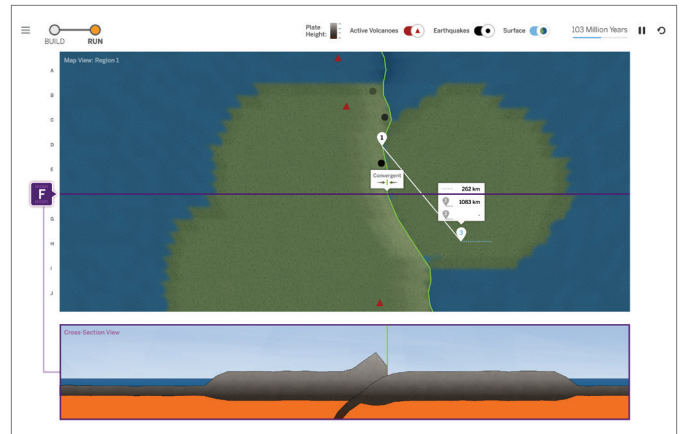 Plate
Height:
Active Volcanoes
Earthquakes
Surface
103 Million Years
BUILD
RUN
Map View: Region 1
A
B
C
D
E
F
G
H
I
J
1
Convergent
262 km
1083 km
-
3
Cross-Section View